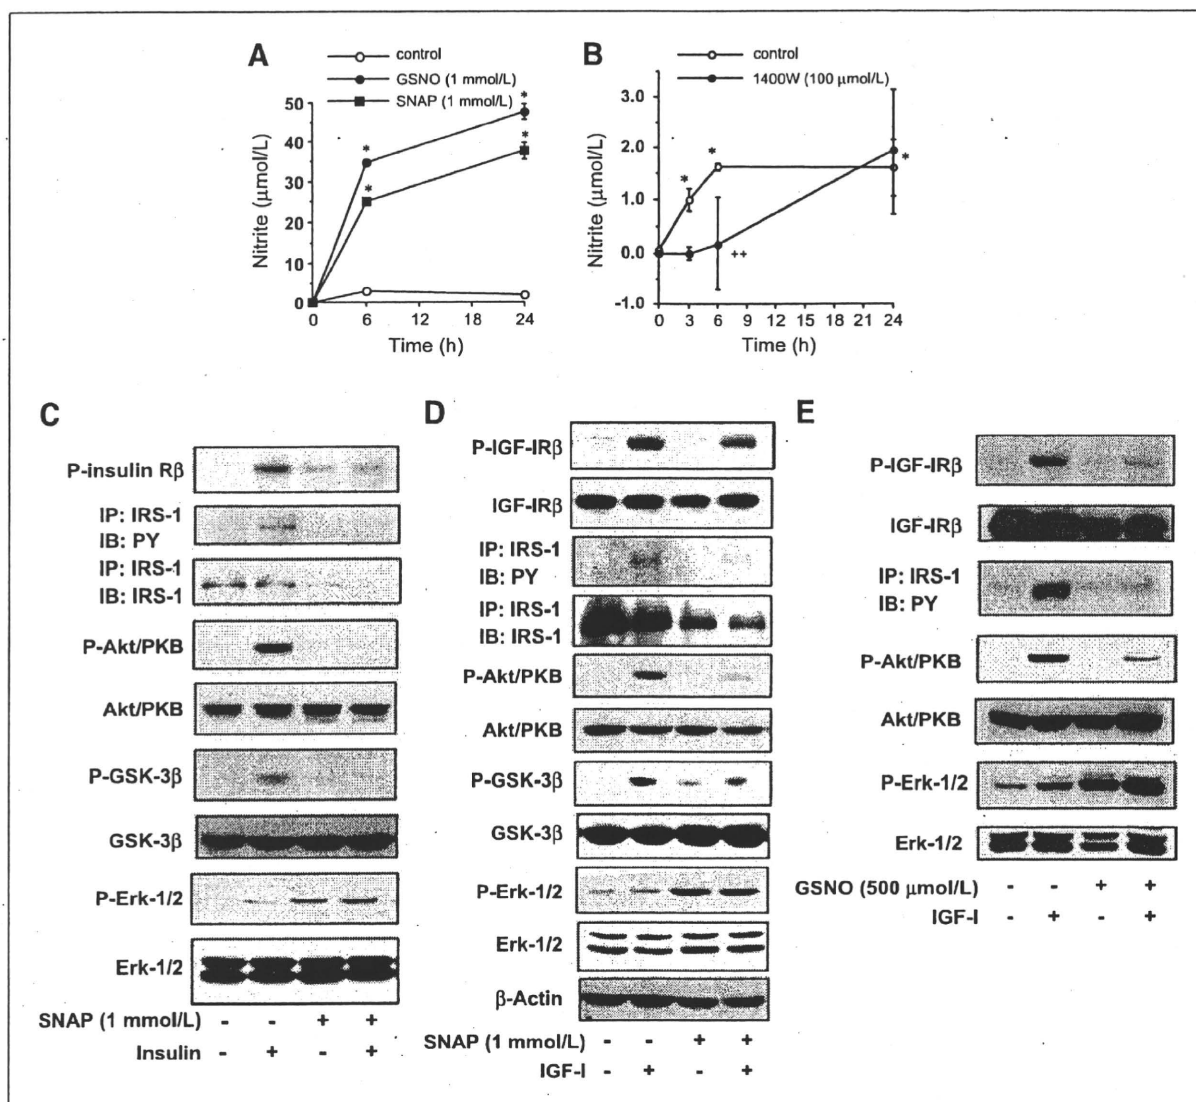 A
control
GSNO (1 mmol/L)
SNAP (1 mmol/L)
50
40
30
20
10
0
Nitrite (µmol/L)
* * * *
0 6 12 18 24
Time (h)
B
control
1400W (100 µmol/L)
3.0
2.0
1.0
0.0
-1.0
Nitrite (µmol/L)
* * *
++
0 3 6 9 12 15 18 21 24
Time (h)
C
P-insulin Rβ
IP: IRS-1
IB: PY
IP: IRS-1
IB: IRS-1
P-Akt/PKB
Akt/PKB
P-GSK-3β
GSK-3β
P-Erk-1/2
Erk-1/2
SNAP (1 mmol/L) - - + +
Insulin - + - +
D
P-IGF-IRβ
IGF-IRβ
IP: IRS-1
IB: PY
IP: IRS-1
IB: IRS-1
P-Akt/PKB
Akt/PKB
P-GSK-3β
GSK-3β
P-Erk-1/2
Erk-1/2
β-Actin
SNAP (1 mmol/L) - - + +
IGF-I - + - +
E
P-IGF-IRβ
IGF-IRβ
IP: IRS-1
IB: PY
P-Akt/PKB
Akt/PKB
P-Erk-1/2
Erk-1/2
GSNO (500 µmol/L) - - + +
IGF-I - + - +